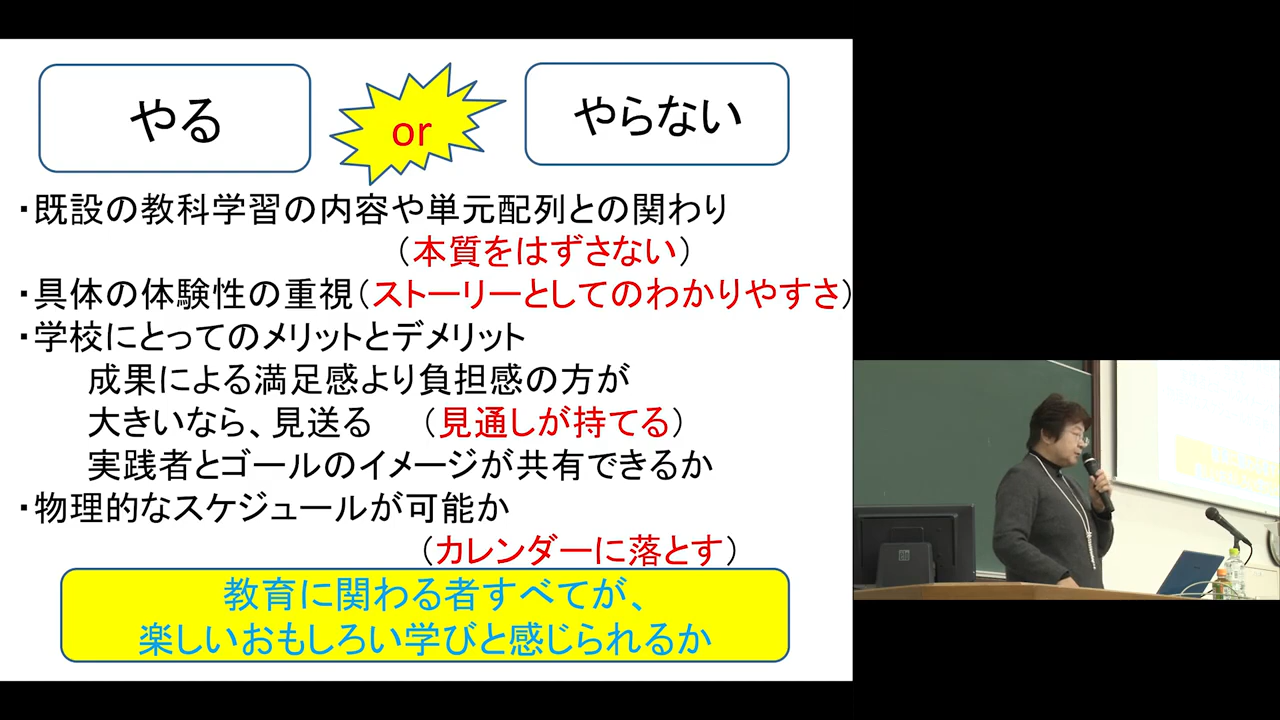 やる
or
やらない
・既設の教科学習の内容や単元配列との関わり
（本質をはずさない）
・具体の体験性の重視（ストーリーとしてのわかりやすさ）
・学校にとってのメリットとデメリット
成果による満足感より負担感の方が
大きいなら、見送る　（見通しが持てる）
実践者とゴールのイメージが共有できるか
・物理的なスケジュールが可能か
（カレンダーに落とす）
教育に関わる者すべてが、
楽しいおもしろい学びと感じられるか